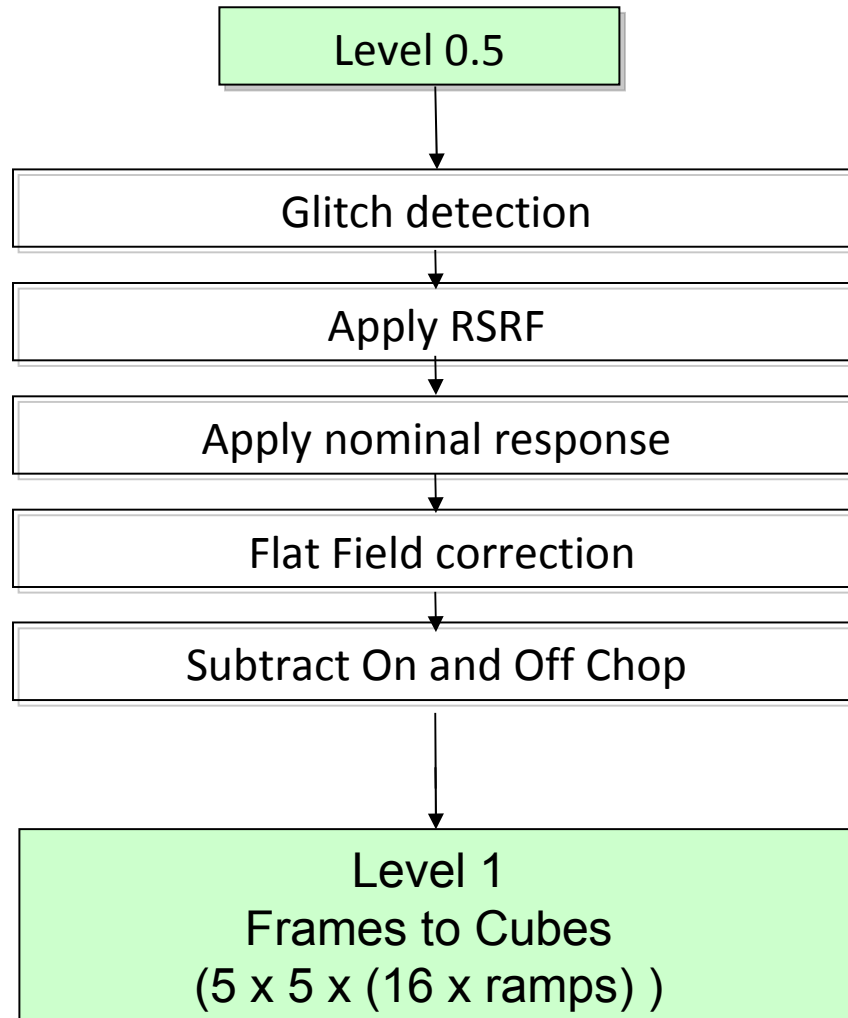 Level 0.5
Glitch detection
Apply RSRF
Apply nominal response
Flat Field correction
Subtract On and Off Chop
Level 1
Frames to Cubes
(5 x 5 x (16 x ramps) )